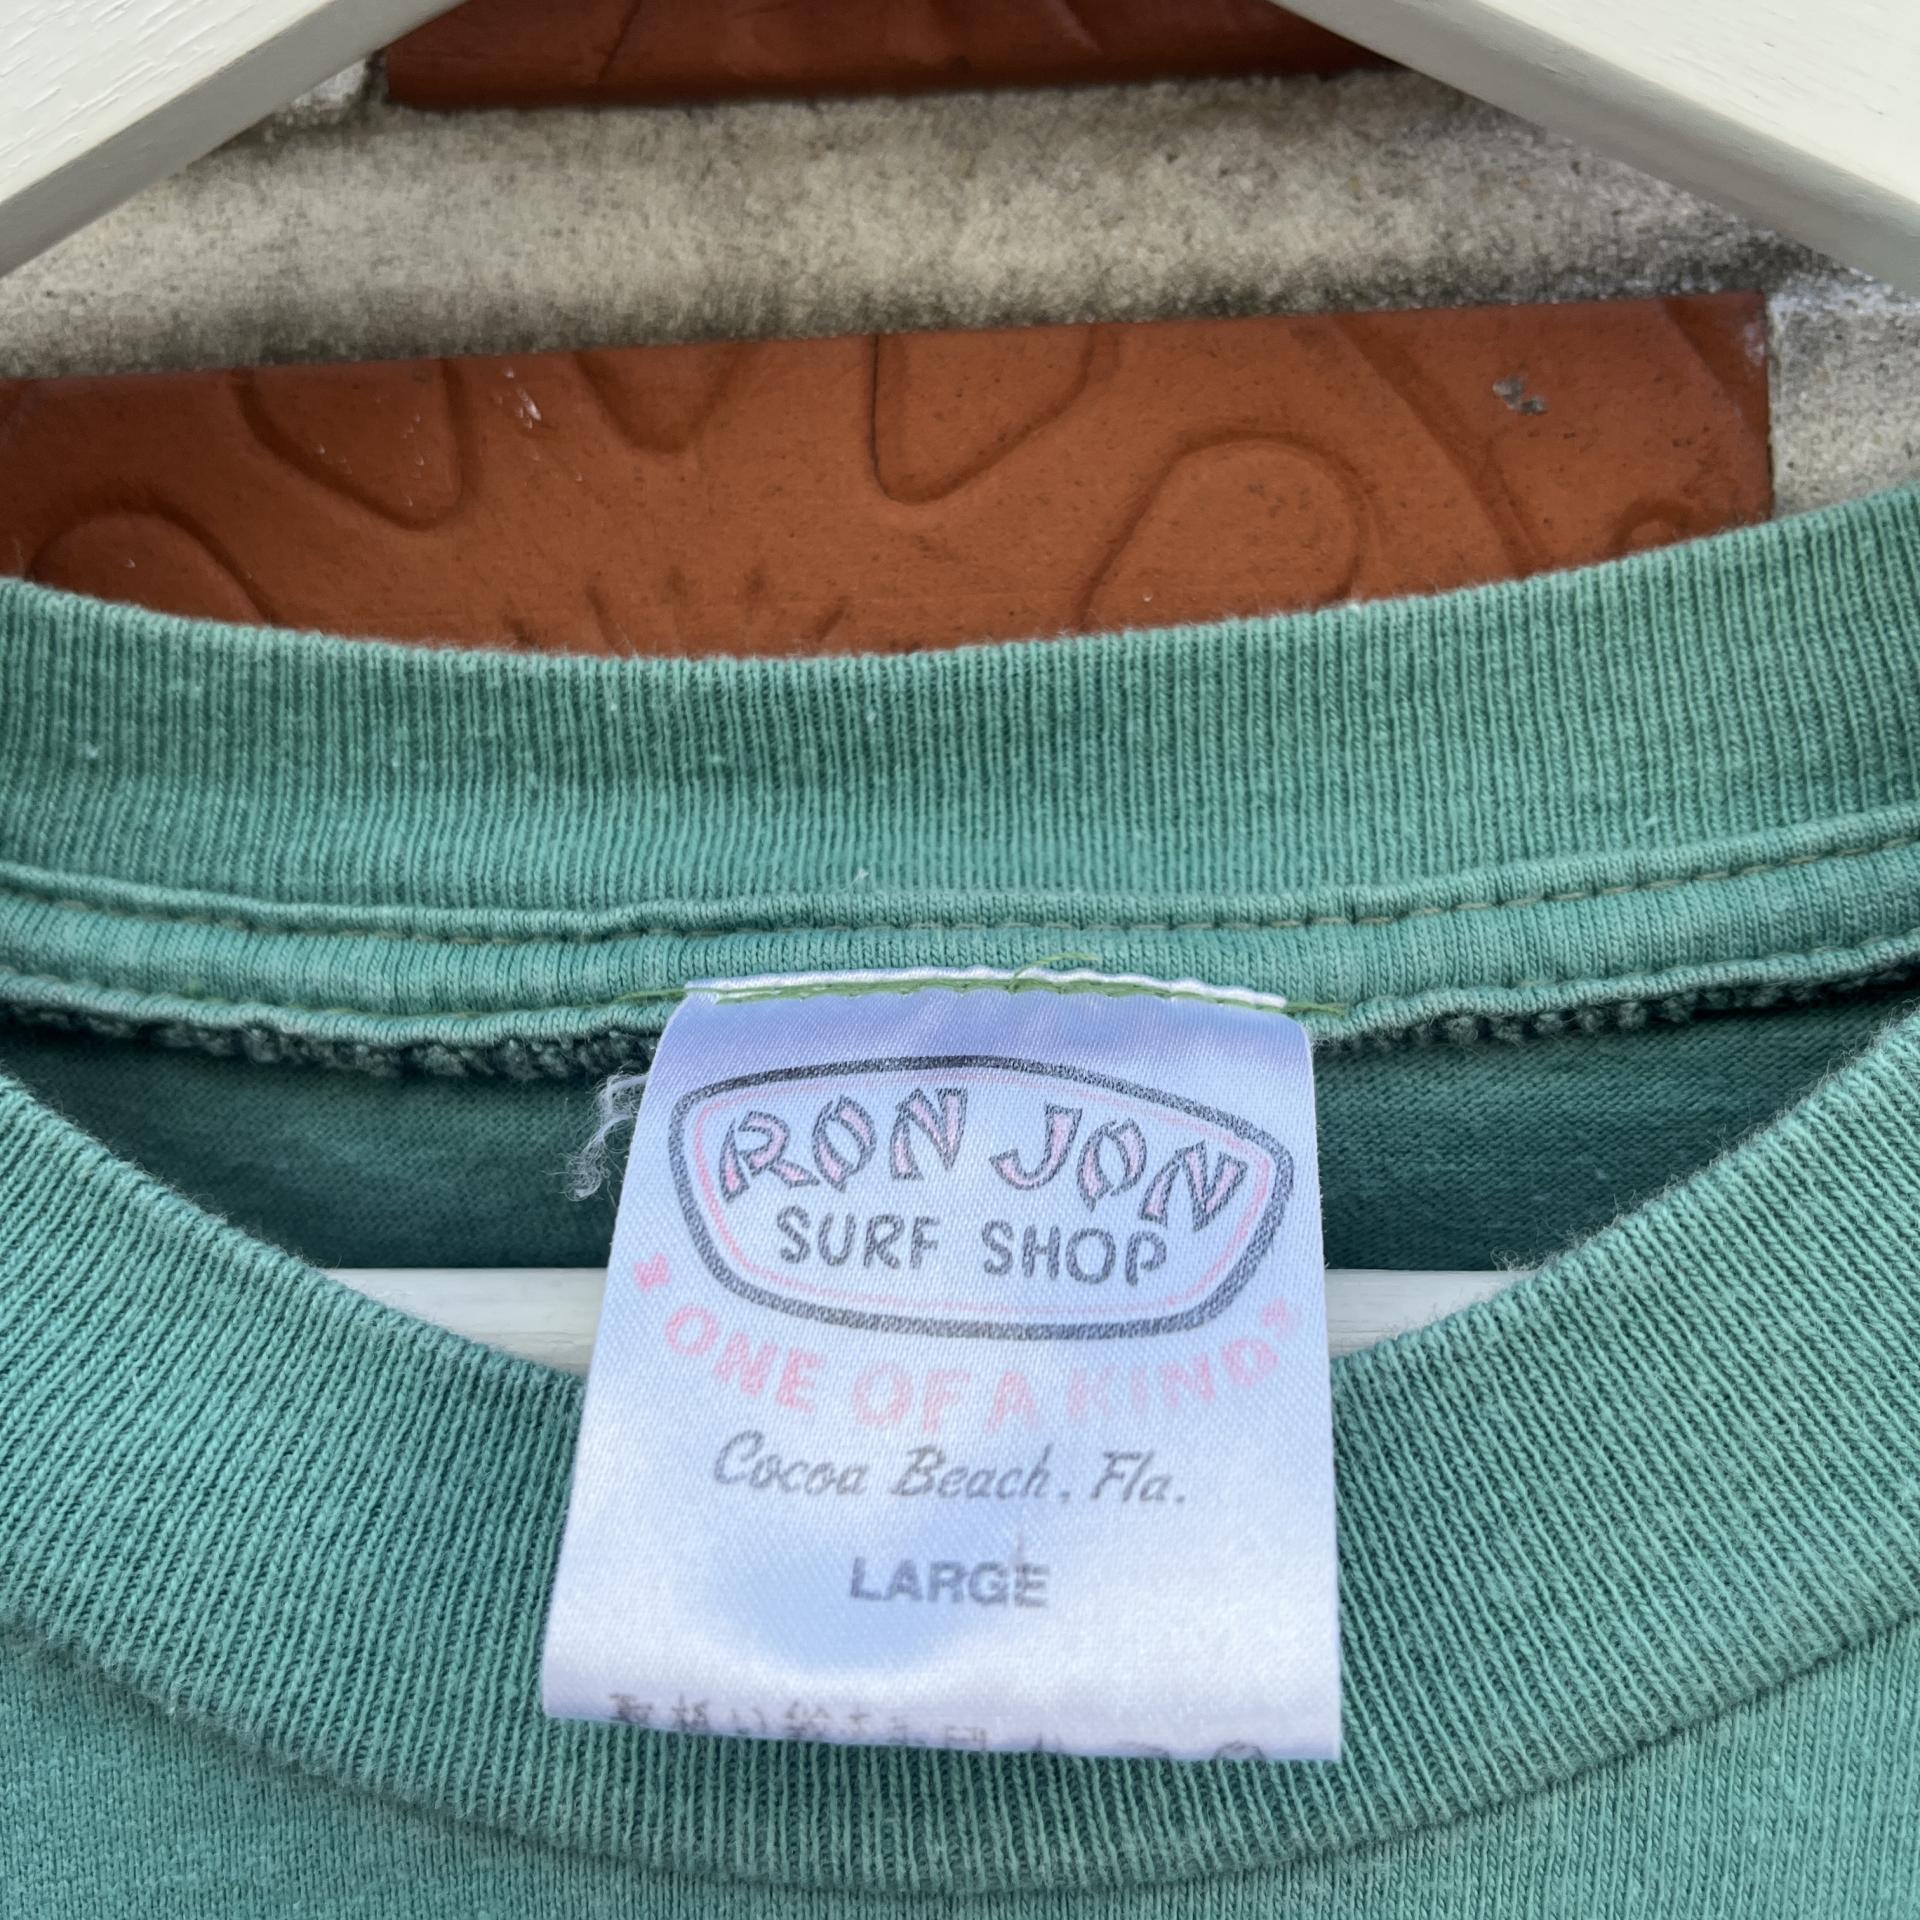 RON JON
SURF SHOP
ONE OF A KIND
Cocoa Beach, Fla.
LARGE